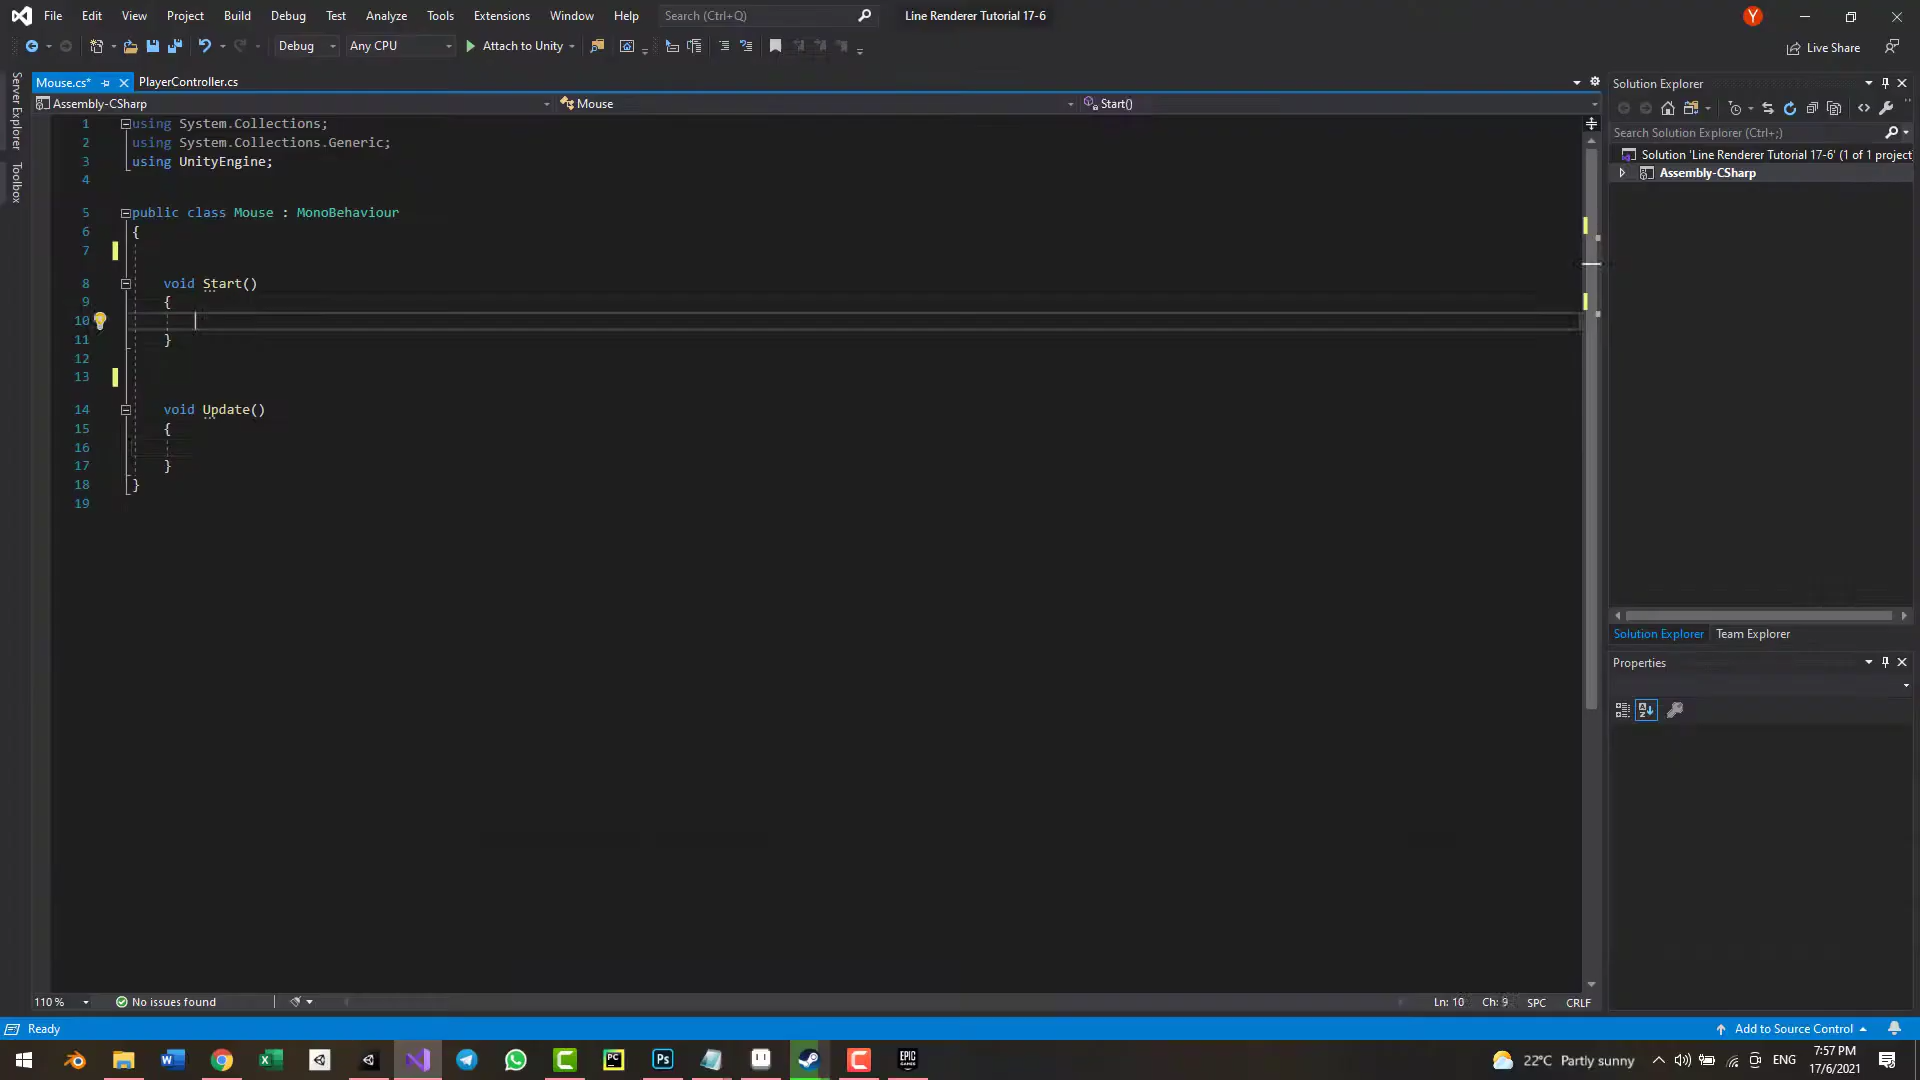 File Edit View Project Build Debug Test Analyze Tools Extensions Window Help Search (Ctrl+Q) Line Renderer Tutorial 17-6 Y
Debug Any CPU Attach to Unity Live Share
Server Explorer
Toolbox
Mouse.cs* PlayerController.cs
Assembly-CSharp Mouse Start()
1 using System.Collections;
2 using System.Collections.Generic;
3 using UnityEngine;
4
5 public class Mouse : MonoBehaviour
6 {
7
8 void Start()
9 {
10
11 }
12
13
14 void Update()
15 {
16
17 }
18 }
19
Solution Explorer
Search Solution Explorer (Ctrl+;)
Solution 'Line Renderer Tutorial 17-6' (1 of 1 project
Assembly-CSharp
Solution Explorer Team Explorer
Properties
110 % No issues found Ln: 10 Ch: 9 SPC CRLF
Ready Add to Source Control
22°C Partly sunny ENG 7:57 PM
17/6/2021